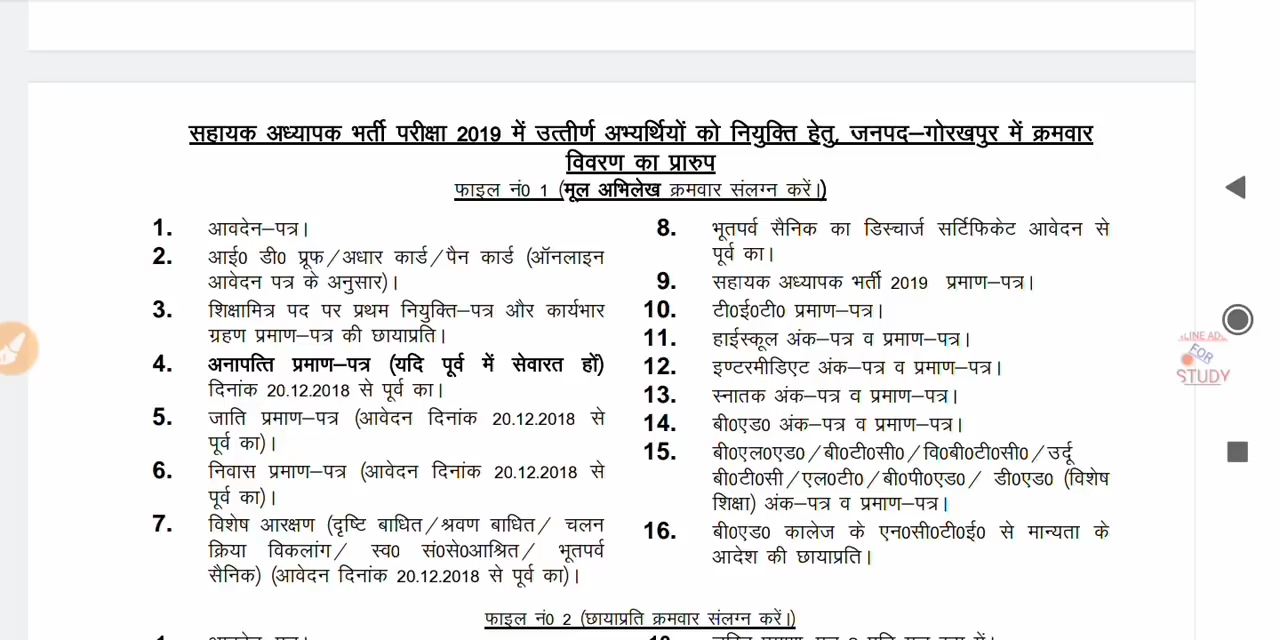 सहायक अध्यापक भर्ती परीक्षा 2019 में उत्तीर्ण अभ्यर्थियों को नियुक्ति हेतु, जनपद–गोरखपुर में क्रमवार
विवरण का प्रारुप
फाइल नं0 1 (मूल अभिलेख क्रमवार संलग्न करें।)
1. आवदेन–पत्र।
2. आई0 डी0 प्रूफ/अधार कार्ड/पैन कार्ड (ऑनलाइन
आवेदन पत्र के अनुसार)।
3. शिक्षामित्र पद पर प्रथम नियुक्ति–पत्र और कार्यभार
ग्रहण प्रमाण–पत्र की छायाप्रति।
4. अनापत्ति प्रमाण–पत्र (यदि पूर्व में सेवारत हों)
दिनांक 20.12.2018 से पूर्व का।
5. जाति प्रमाण–पत्र (आवेदन दिनांक 20.12.2018 से
पूर्व का)।
6. निवास प्रमाण–पत्र (आवेदन दिनांक 20.12.2018 से
पूर्व का)।
7. विशेष आरक्षण (दृष्टि बाधित/श्रवण बाधित/ चलन
क्रिया विकलांग/ स्व0 सं0से0आश्रित/ भूतपर्व
सैनिक) (आवेदन दिनांक 20.12.2018 से पूर्व का)।
8. भूतपर्व सैनिक का डिस्चार्ज सर्टिफिकेट आवेदन से
पूर्व का।
9. सहायक अध्यापक भर्ती 2019 प्रमाण–पत्र।
10. टी0ई0टी0 प्रमाण–पत्र।
11. हाईस्कूल अंक–पत्र व प्रमाण–पत्र।
12. इण्टरमीडिएट अंक–पत्र व प्रमाण–पत्र।
13. स्नातक अंक–पत्र व प्रमाण–पत्र।
14. बी0एड0 अंक–पत्र व प्रमाण–पत्र।
15. बी0एल0एड0/बी0टी0सी0/वि0बी0टी0सी0/उर्दू
बी0टी0सी/एल0टी0/बी0पी0एड0/ डी0एड0 (विशेष
शिक्षा) अंक–पत्र व प्रमाण–पत्र।
16. बी0एड0 कालेज के एन0सी0टी0ई0 से मान्यता के
आदेश की छायाप्रति।
फाइल नं0 2 (छायाप्रति क्रमवार संलग्न करें।)
FOR
STUDY